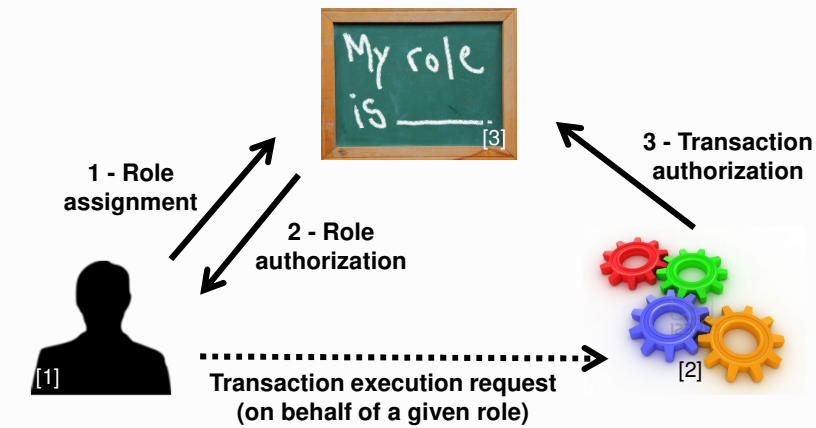 My role
is ______.
[3]
1 - Role
assignment
2 - Role
authorization
3 - Transaction
authorization
[1]
[2]
Transaction execution request
(on behalf of a given role)